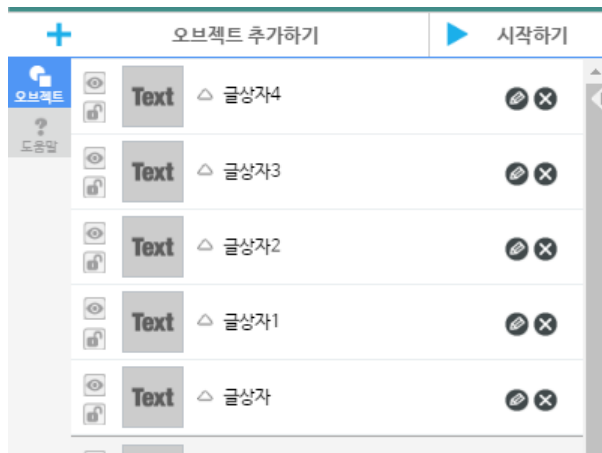 + 오브젝트 추가하기 시작하기
오브젝트
? 도움말
Text 글상자4
Text 글상자3
Text 글상자2
Text 글상자1
Text 글상자